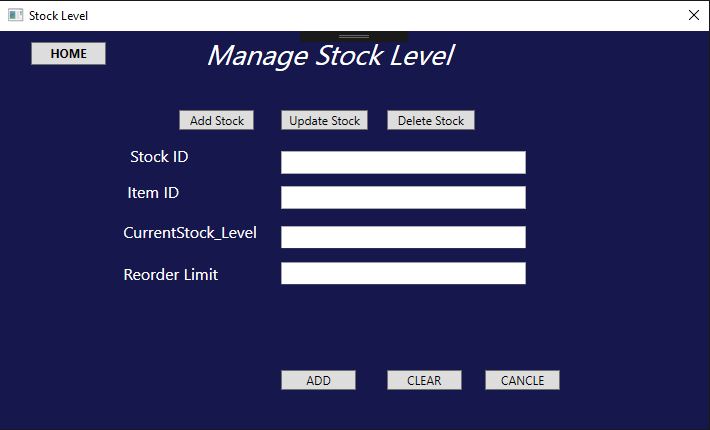 Stock Level
HOME
Manage Stock Level
Add Stock Update Stock Delete Stock
Stock ID
Item ID
CurrentStock_Level
Reorder Limit
ADD CLEAR CANCLE